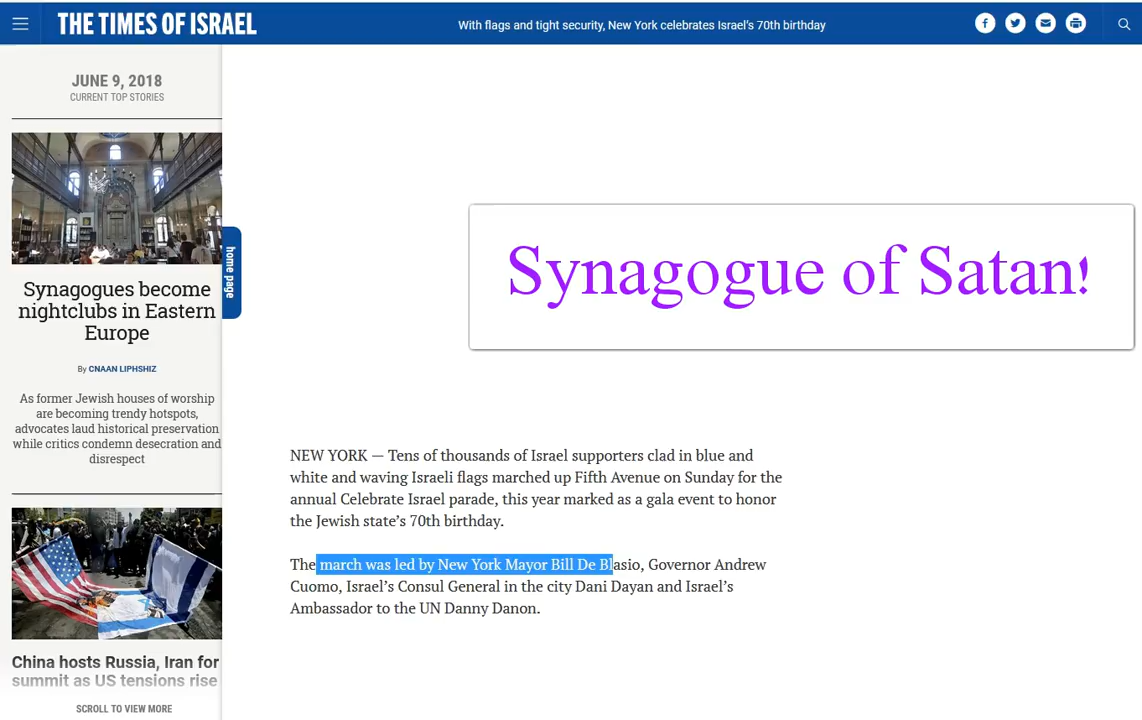 THE TIMES OF ISRAEL
With flags and tight security, New York celebrates Israel's 70th birthday
JUNE 9, 2018
CURRENT TOP STORIES
Synagogues become
nightclubs in Eastern
Europe
By CNAAN LIPHSHIZ
As former Jewish houses of worship
are becoming trendy hotspots,
advocates laud historical preservation
while critics condemn desecration and
disrespect
China hosts Russia, Iran for
summit as US tensions rise
SCROLL TO VIEW MORE
home page
Synagogue of Satan!
NEW YORK — Tens of thousands of Israel supporters clad in blue and
white and waving Israeli flags marched up Fifth Avenue on Sunday for the
annual Celebrate Israel parade, this year marked as a gala event to honor
the Jewish state's 70th birthday.
The march was led by New York Mayor Bill De Blasio, Governor Andrew
Cuomo, Israel's Consul General in the city Dani Dayan and Israel's
Ambassador to the UN Danny Danon.